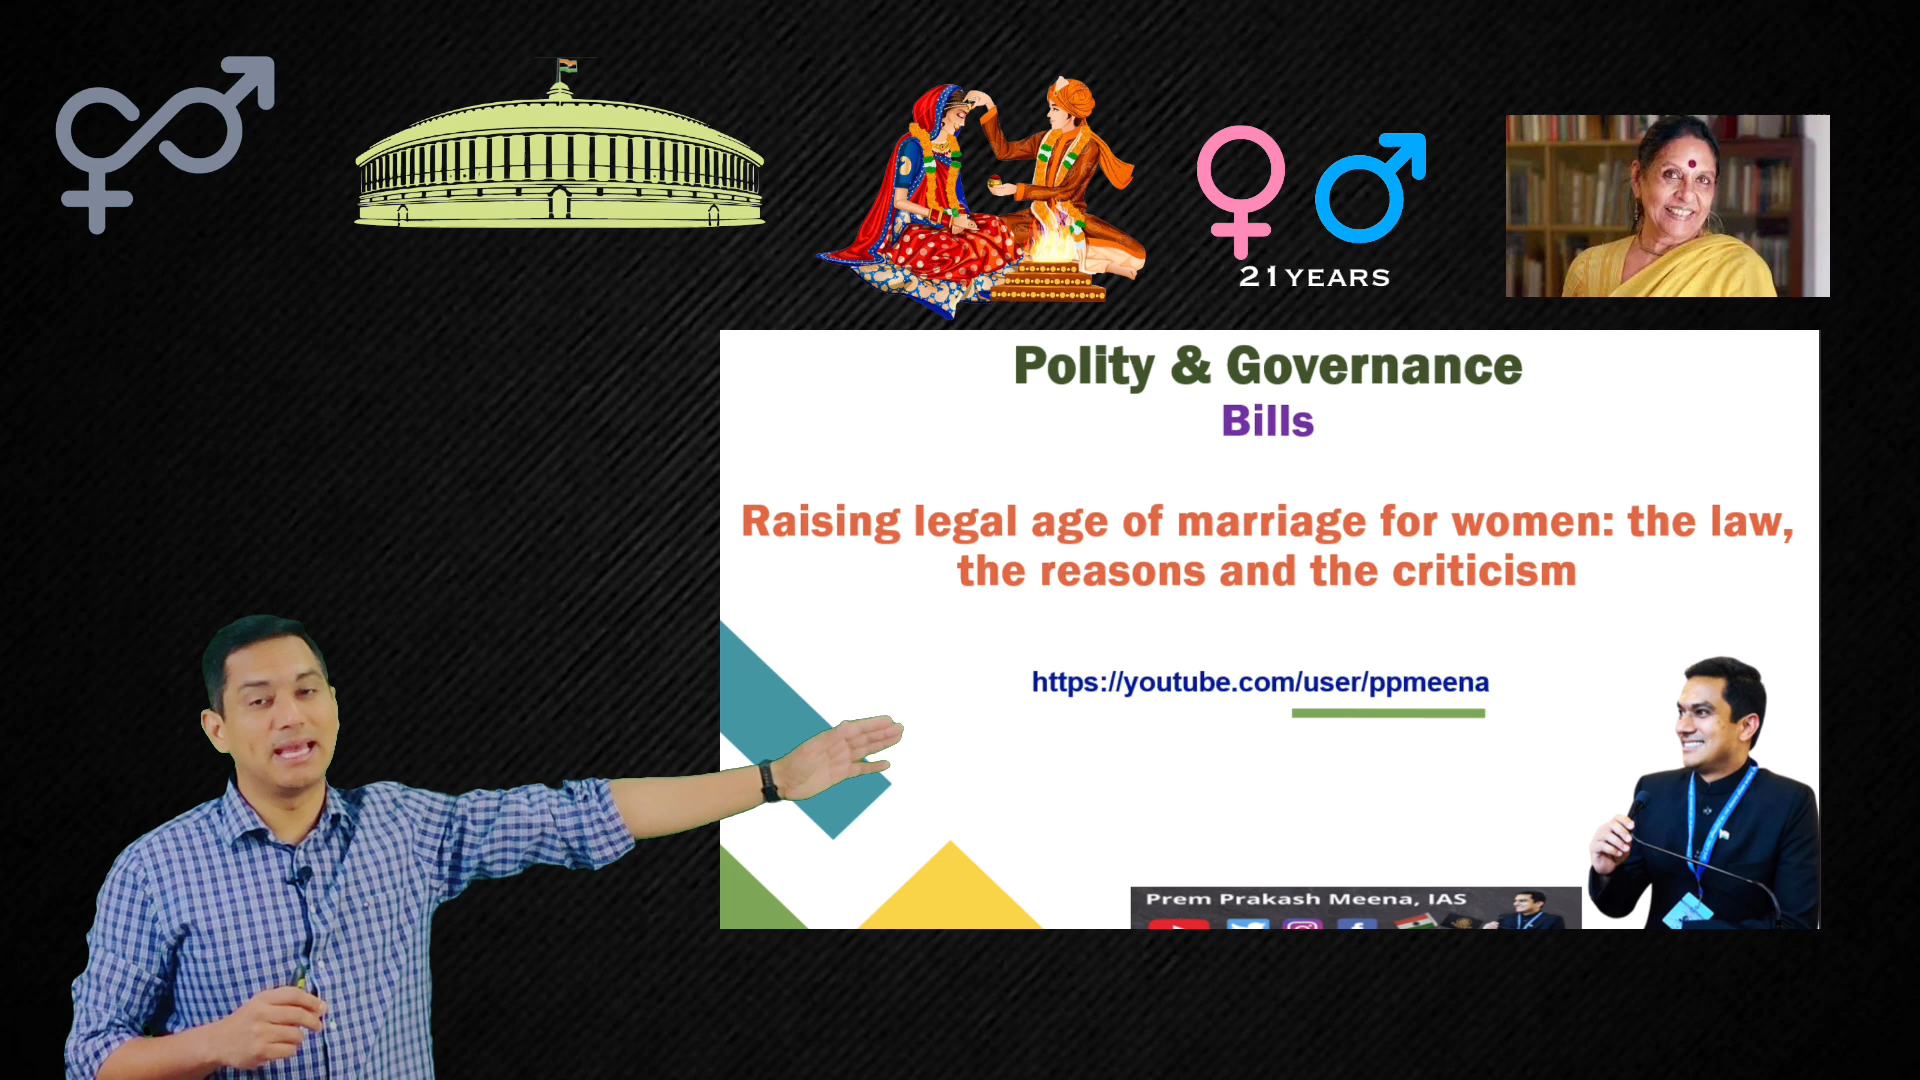 21 YEARS
Polity & Governance
Bills
Raising legal age of marriage for women: the law,
the reasons and the criticism
https://youtube.com/user/ppmeena
Prem Prakash Meena, IAS